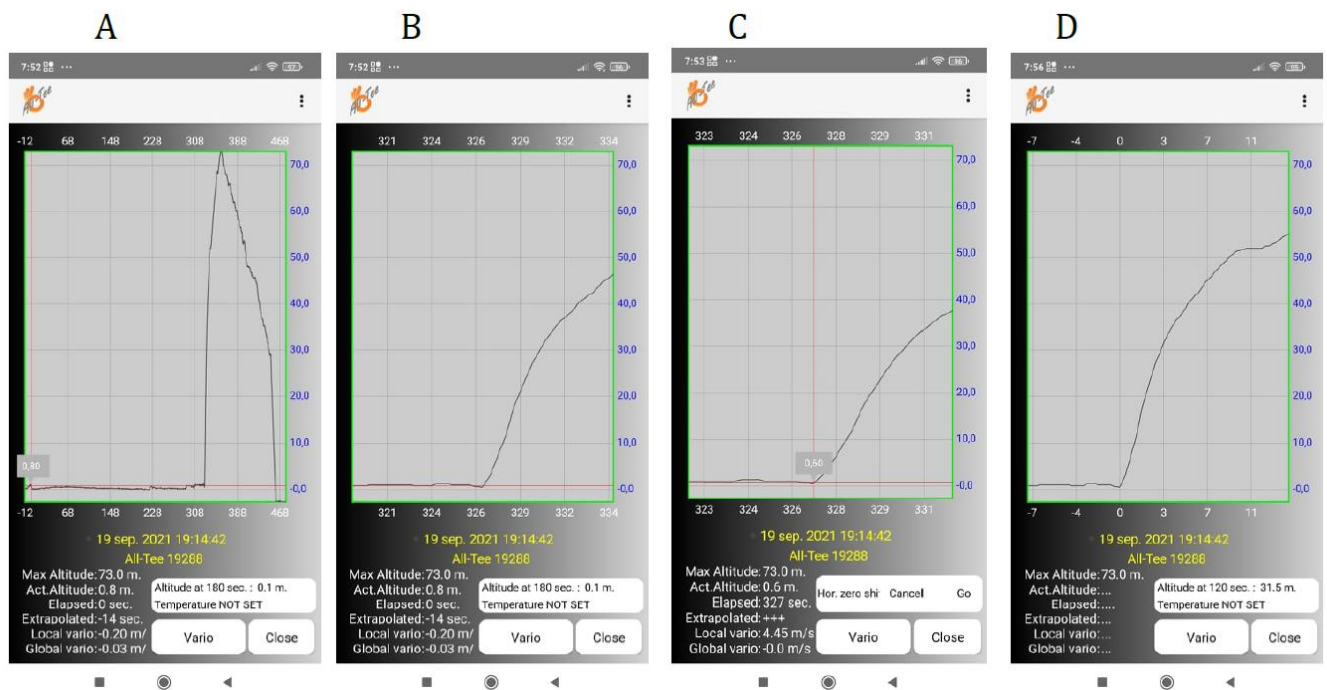 A
B
C
D
7:52
-12 68 148 228 308 388 468
70,0
60,0
50,0
40,0
30,0
20,0
10,0
0,80
-0,0
-12 68 148 228 308 388 468
19 sep. 2021 19:14:42
All-Tee 19288
Max Altitude:73.0 m.
Act.Altitude:0.8 m.
Elapsed:0 sec.
Extrapolated:-14 sec.
Local vario:-0.20 m/
Global vario:-0.03 m/
Altitude at 180 sec. : 0.1 m.
Temperature NOT SET
Vario
Close
7:52
321 324 326 329 332 334
70,0
60,0
50,0
40,0
30,0
20,0
10,0
-0,0
321 324 326 329 332 334
19 sep. 2021 19:14:42
All-Tee 19288
Max Altitude:73.0 m.
Act.Altitude:0.8 m.
Elapsed:0 sec.
Extrapolated:-14 sec.
Local vario:-0.20 m/
Global vario:-0.03 m/
Altitude at 180 sec. : 0.1 m.
Temperature NOT SET
Vario
Close
7:53
323 324 326 328 329 331
70,0
60,0
50,0
40,0
30,0
20,0
10,0
0,60
-0,0
323 324 326 328 329 331
19 sep. 2021 19:14:42
All-Tee 19288
Max Altitude:73.0 m.
Act.Altitude:0.6 m.
Elapsed:327 sec.
Extrapolated:+++
Local vario:4.45 m/s
Global vario:-0.0 m/s
Hor. zero shi Cancel Go
Vario
Close
7:56
-7 -4 0 3 7 11
70,0
60,0
50,0
40,0
30,0
20,0
10,0
-0,0
-7 -4 0 3 7 11
19 sep. 2021 19:14:42
All-Tee 19288
Max Altitude:73.0 m.
Act.Altitude:...
Elapsed:...
Extrapolated:...
Local vario:...
Global vario:...
Altitude at 120 sec. : 31.5 m.
Temperature NOT SET
Vario
Close